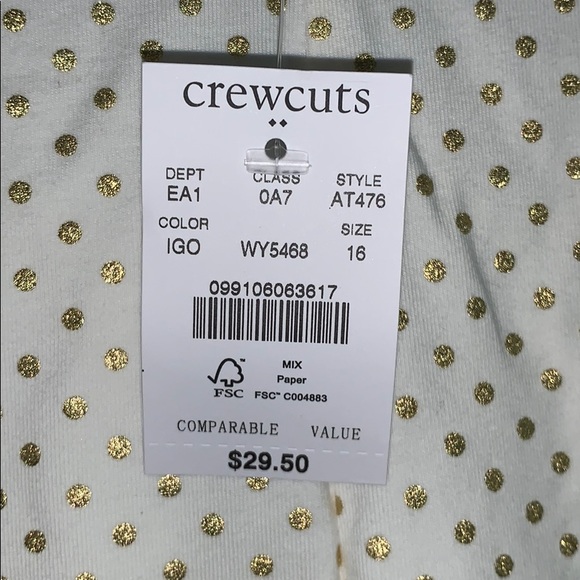 crewcuts
DEPT CLASS STYLE
EA1 0A7 AT476
COLOR SIZE
IGO WY5468 16
099106063617
MIX
Paper
FSC™ FSC™ C004883
COMPARABLE VALUE
$29.50